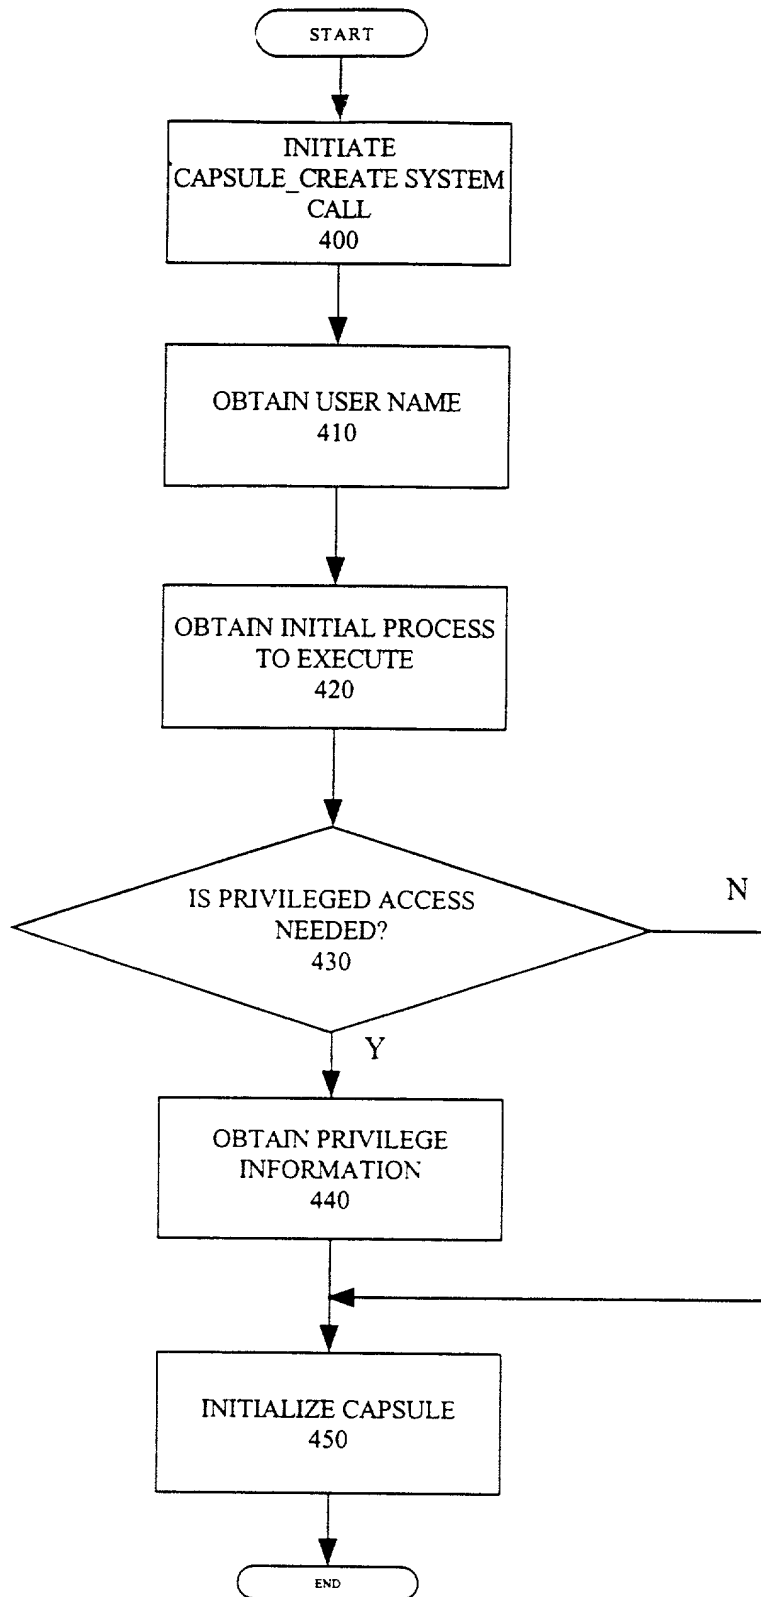 START
INITIATE
CAPSULE_CREATE SYSTEM
CALL
400
OBTAIN USER NAME
410
OBTAIN INITIAL PROCESS
TO EXECUTE
420
IS PRIVILEGED ACCESS
NEEDED?
430
N
Y
OBTAIN PRIVILEGE
INFORMATION
440
INITIALIZE CAPSULE
450
END